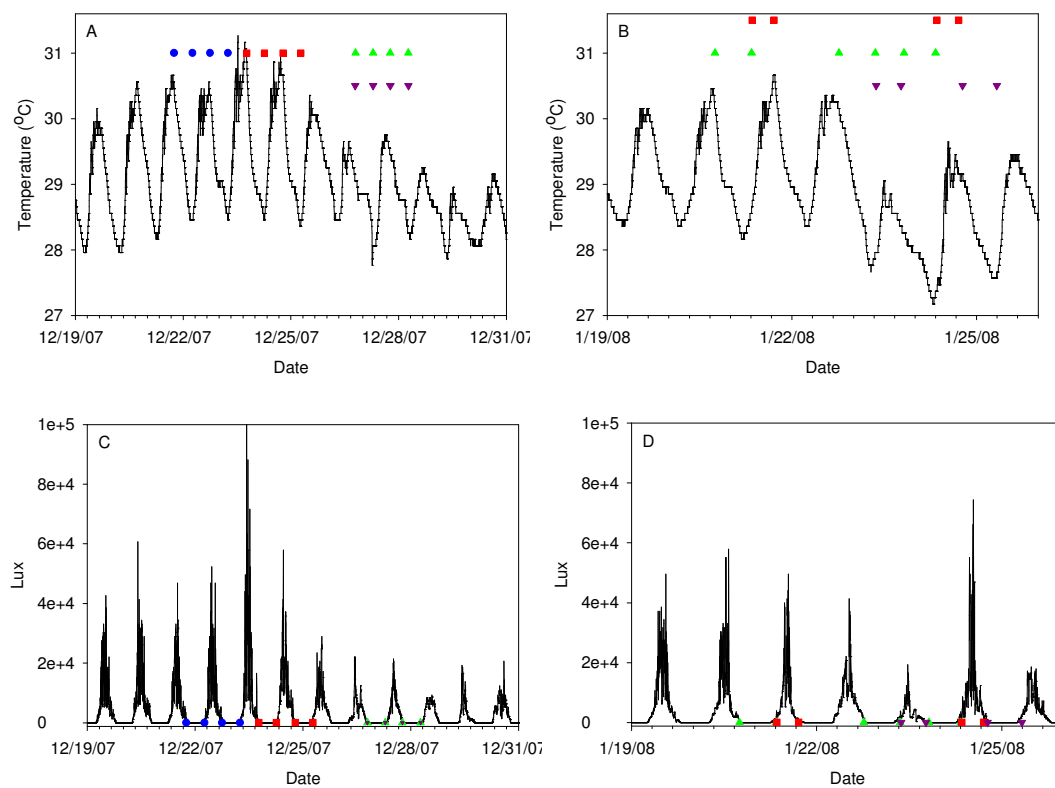 A
B
31
30
29
28
27
Temperature (°C)
12/19/07
12/22/07
12/25/07
12/28/07
12/31/07
Date
31
30
29
28
27
Temperature (°C)
1/19/08
1/22/08
1/25/08
Date
C
D
1e+5
8e+4
6e+4
4e+4
2e+4
0
Lux
12/19/07
12/22/07
12/25/07
12/28/07
12/31/07
Date
1e+5
8e+4
6e+4
4e+4
2e+4
0
Lux
1/19/08
1/22/08
1/25/08
Date